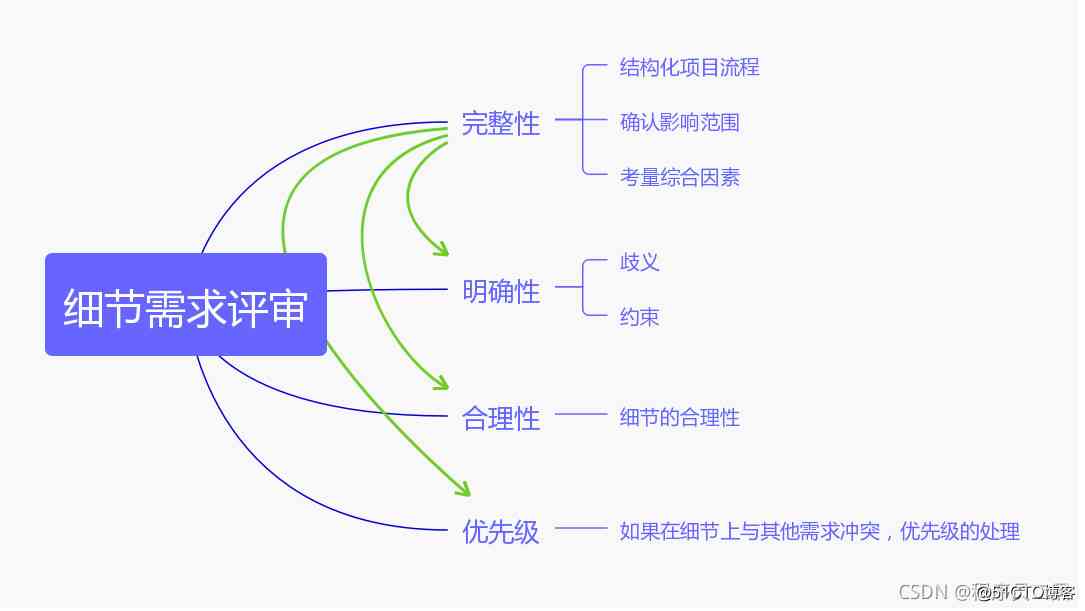 细节需求评审
完整性
结构化项目流程
确认影响范围
考量综合因素
明确性
歧义
约束
合理性
细节的合理性
优先级
如果在细节上与其他需求冲突，优先级的处理
CSDN
@51CTO博客